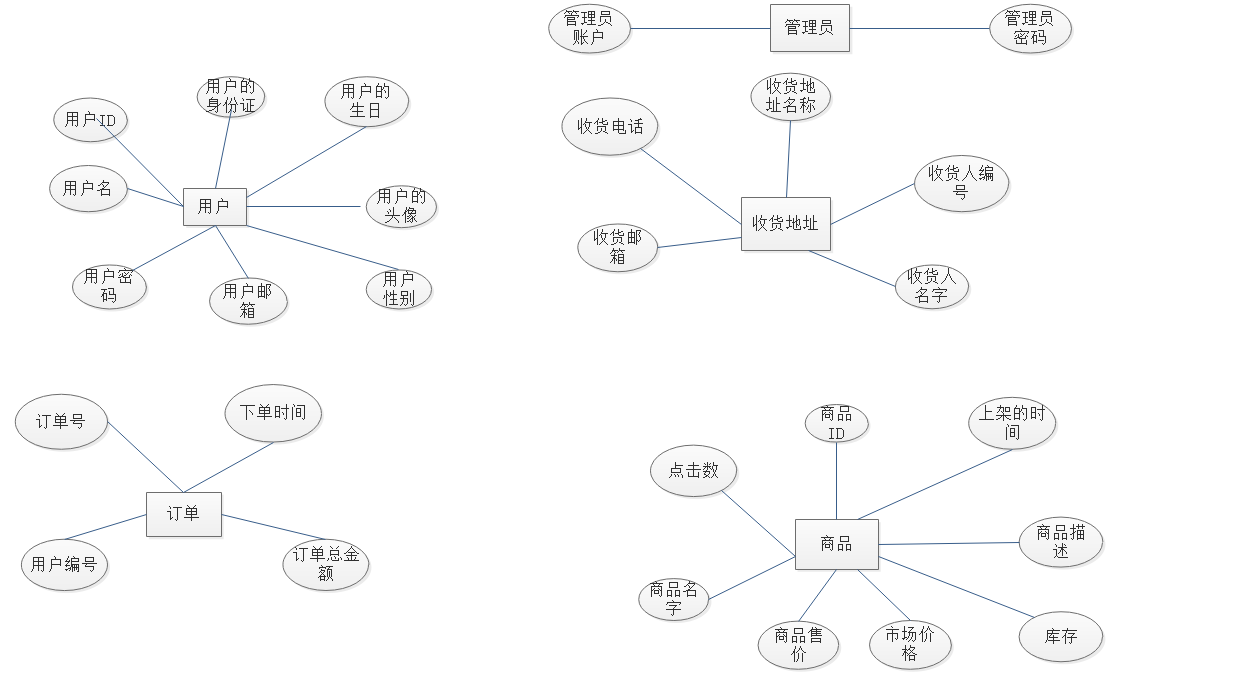 管理员
账户
管理员
管理员
密码
用户的
身份证
用户的
生日
用户ID
用户名
用户
用户的
头像
用户密
码
用户邮
箱
用户
性别
收货地
址名称
收货电话
收货人编
号
收货地址
收货邮
箱
收货人
名字
订单号
下单时间
订单
用户编号
订单总金
额
商品
ID
上架的时
间
点击数
商品
商品描
述
商品名
字
商品售
价
市场价
格
库存